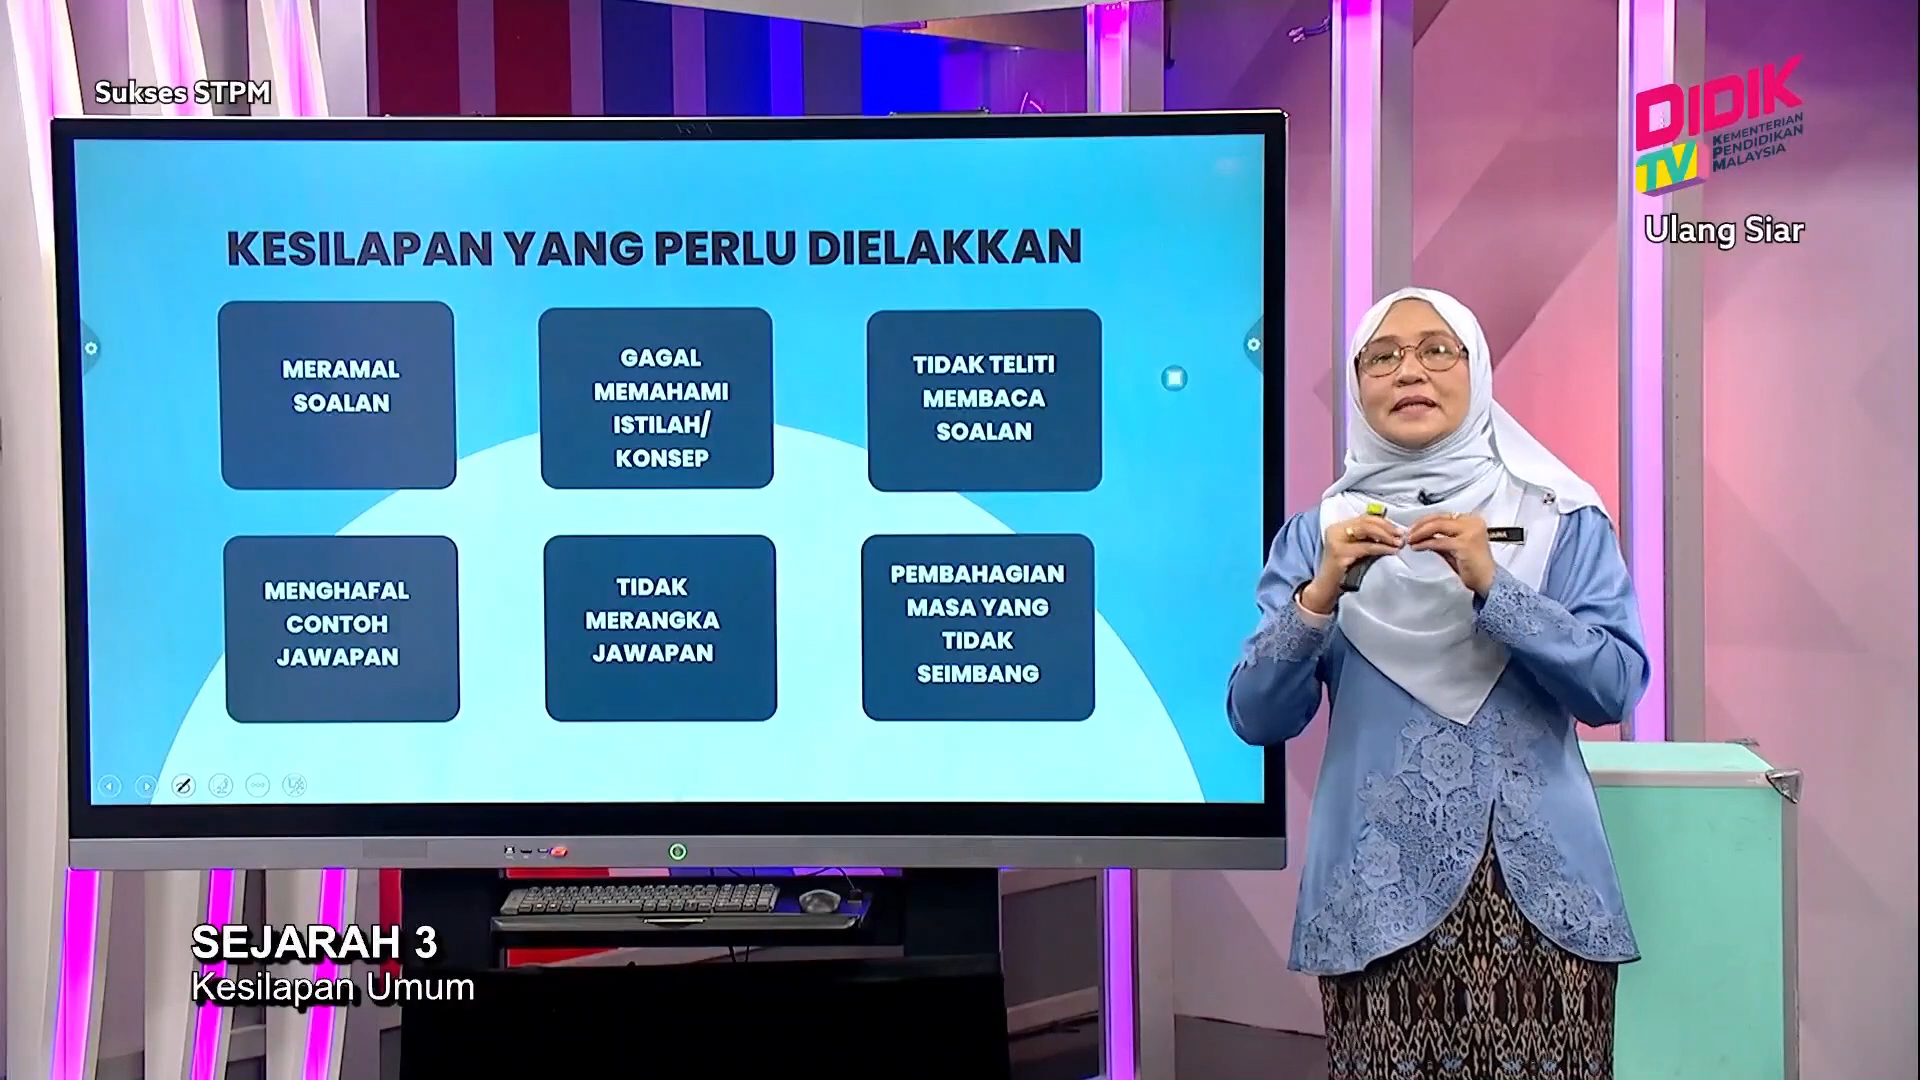 Sukses STPM
DIDIK
TV
KEMENTERIAN
PENDIDIKAN
MALAYSIA
Ulang Siar
KESILAPAN YANG PERLU DIELAKKAN
MERAMAL
SOALAN
GAGAL
MEMAHAMI
ISTILAH/
KONSEP
TIDAK TELITI
MEMBACA
SOALAN
MENGHAFAL
CONTOH
JAWAPAN
TIDAK
MERANGKA
JAWAPAN
PEMBAHAGIAN
MASA YANG
TIDAK
SEIMBANG
SEJARAH 3
Kesilapan Umum